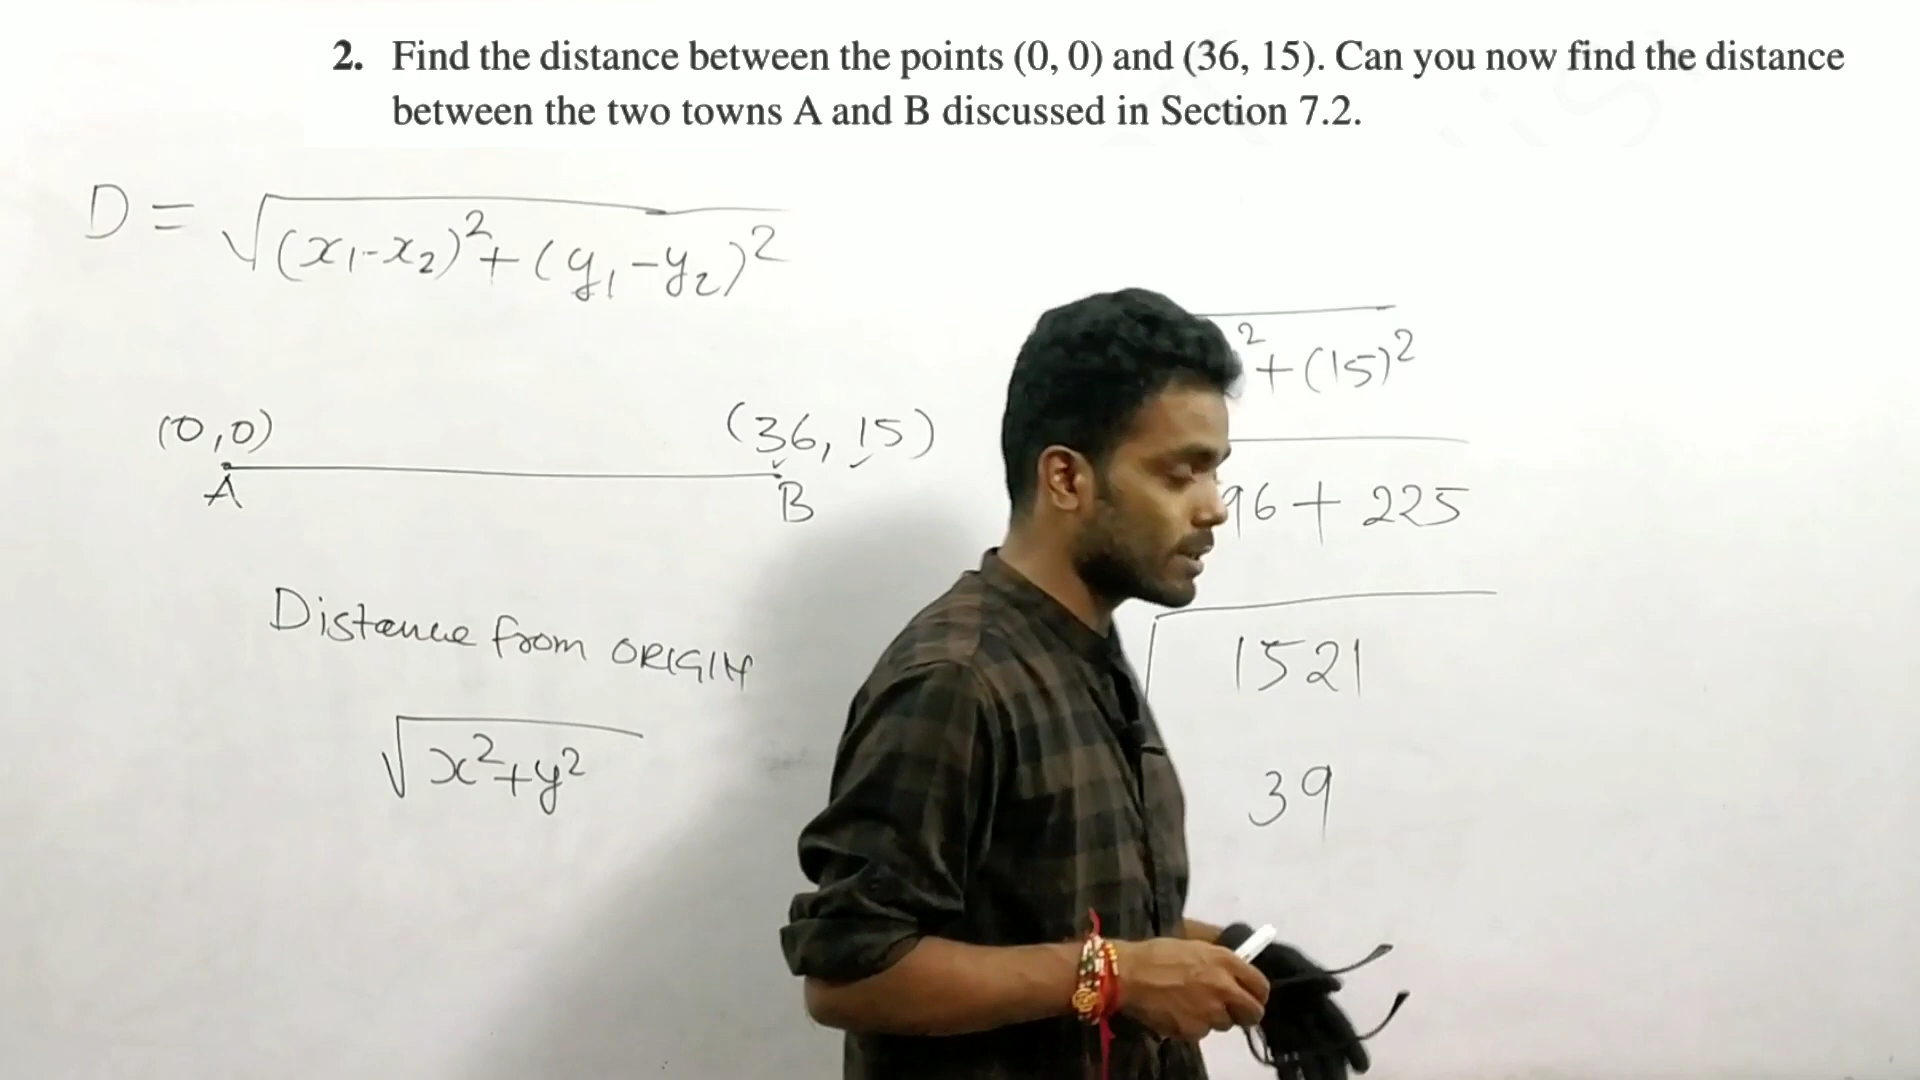 2. Find the distance between the points (0, 0) and (36, 15). Can you now find the distance
between the two towns A and B discussed in Section 7.2.
D = √(x₁-x₂)²+(y₁-y₂)²
(0,0) (36, 15)
A B
Distance from ORIGIN
√x²+y²
²+(15)²
96+225
√1521
39